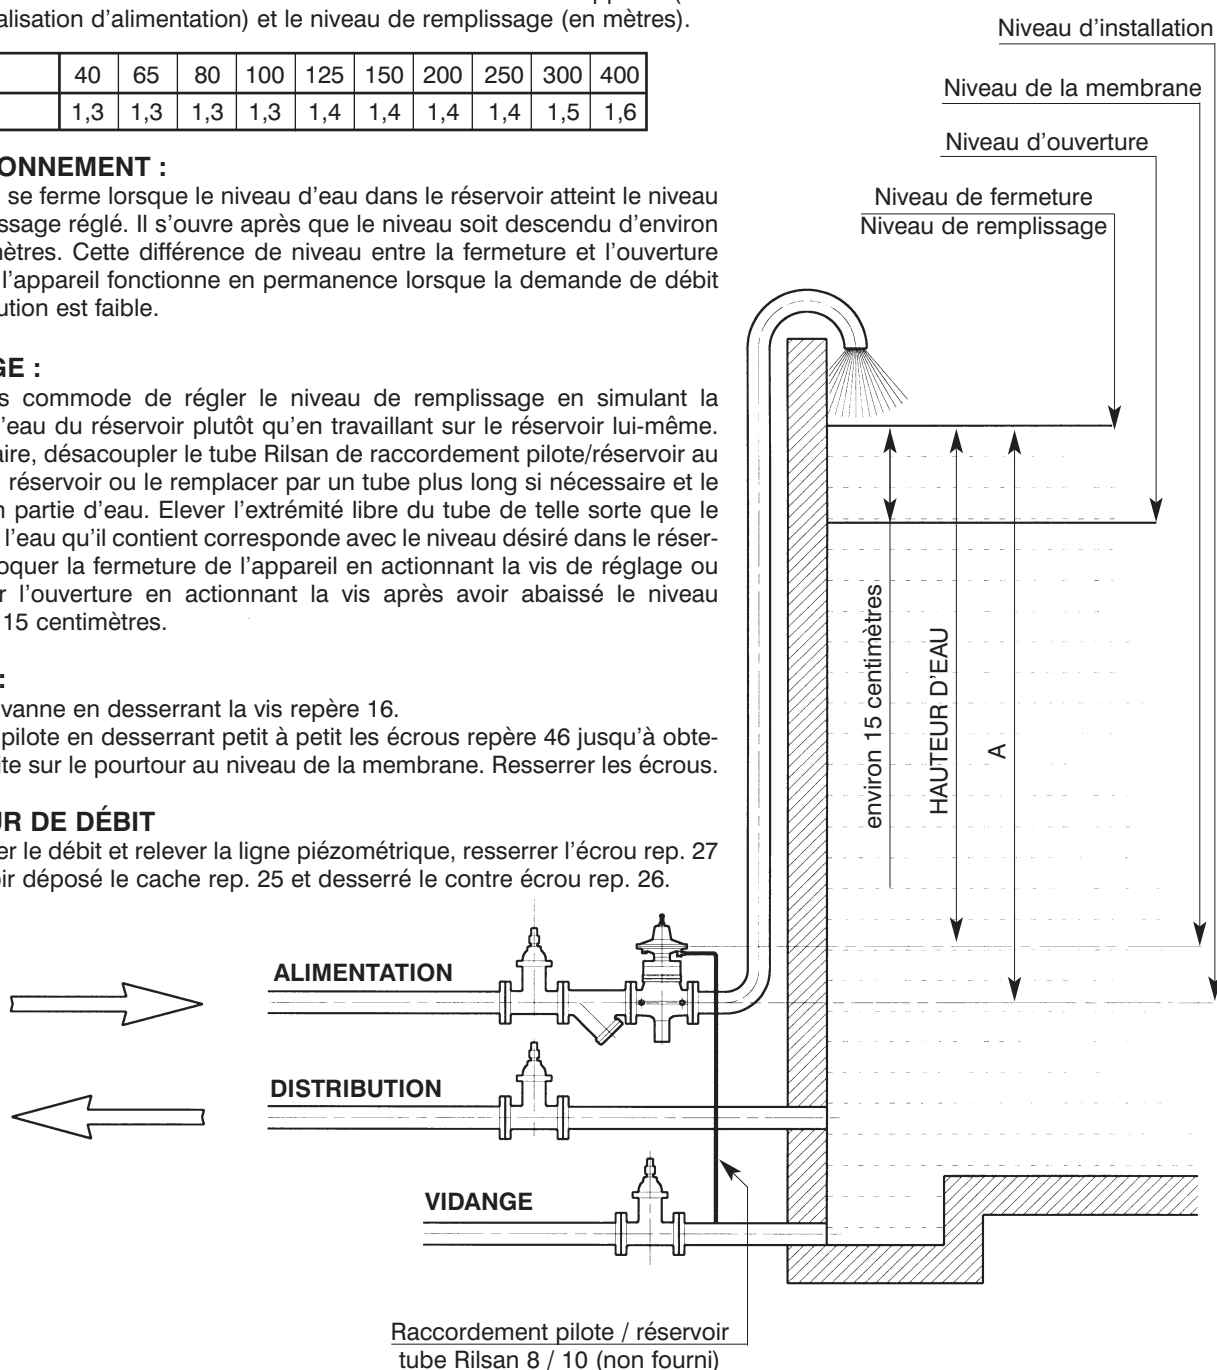 alisation d'alimentation) et le niveau de remplissage (en mètres).
40 65 80 100 125 150 200 250 300 400
1,3 1,3 1,3 1,3 1,4 1,4 1,4 1,4 1,5 1,6
ONNEMENT :
se ferme lorsque le niveau d'eau dans le réservoir atteint le niveau
ssage réglé. Il s'ouvre après que le niveau soit descendu d'environ
mètres. Cette différence de niveau entre la fermeture et l'ouverture
l'appareil fonctionne en permanence lorsque la demande de débit
ution est faible.
GE :
s commode de régler le niveau de remplissage en simulant la
l'eau du réservoir plutôt qu'en travaillant sur le réservoir lui-même.
aire, désacoupler le tube Rilsan de raccordement pilote/réservoir au
réservoir ou le remplacer par un tube plus long si nécessaire et le
n partie d'eau. Elever l'extrémité libre du tube de telle sorte que le
l'eau qu'il contient corresponde avec le niveau désiré dans le réser-
oquer la fermeture de l'appareil en actionnant la vis de réglage ou
r l'ouverture en actionnant la vis après avoir abaissé le niveau
15 centimètres.
:
vanne en desserrant la vis repère 16.
pilote en desserrant petit à petit les écrous repère 46 jusqu'à obte-
ite sur le pourtour au niveau de la membrane. Resserrer les écrous.
UR DE DÉBIT
er le débit et relever la ligne piézométrique, resserrer l'écrou rep. 27
oir déposé le cache rep. 25 et desserré le contre écrou rep. 26.
Niveau d'installation
Niveau de la membrane
Niveau d'ouverture
Niveau de fermeture
Niveau de remplissage
environ 15 centimètres
HAUTEUR D'EAU
A
ALIMENTATION
DISTRIBUTION
VIDANGE
Raccordement pilote / réservoir
tube Rilsan 8 / 10 (non fourni)